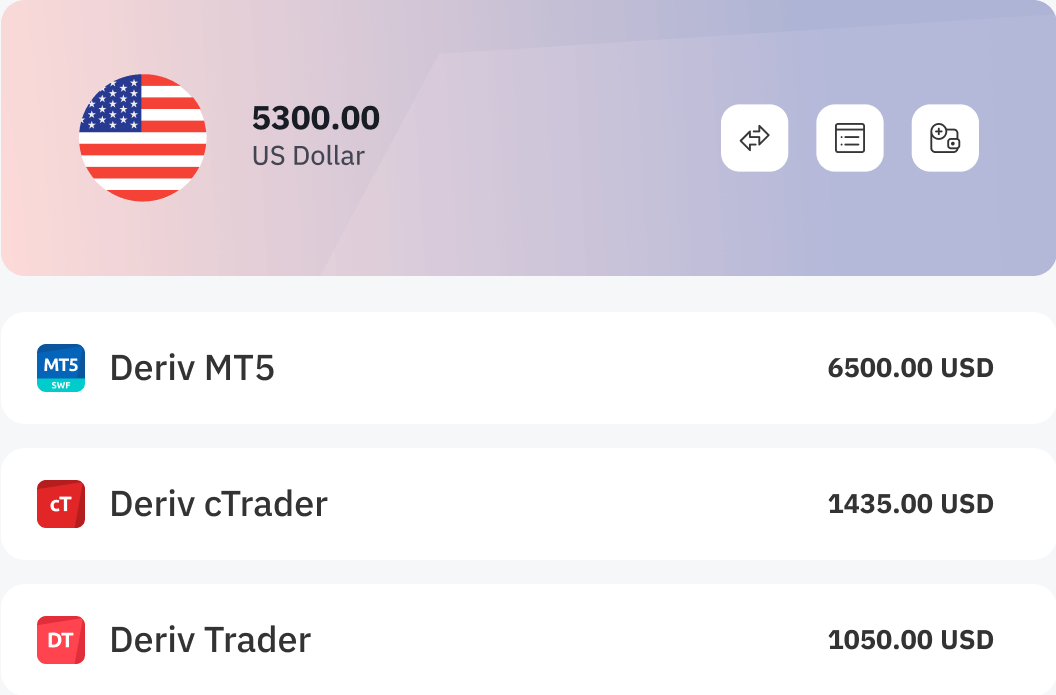 5300.00
US Dollar
MT5
SWF
Deriv MT5
6500.00 USD
cT
Deriv cTrader
1435.00 USD
DT
Deriv Trader
1050.00 USD